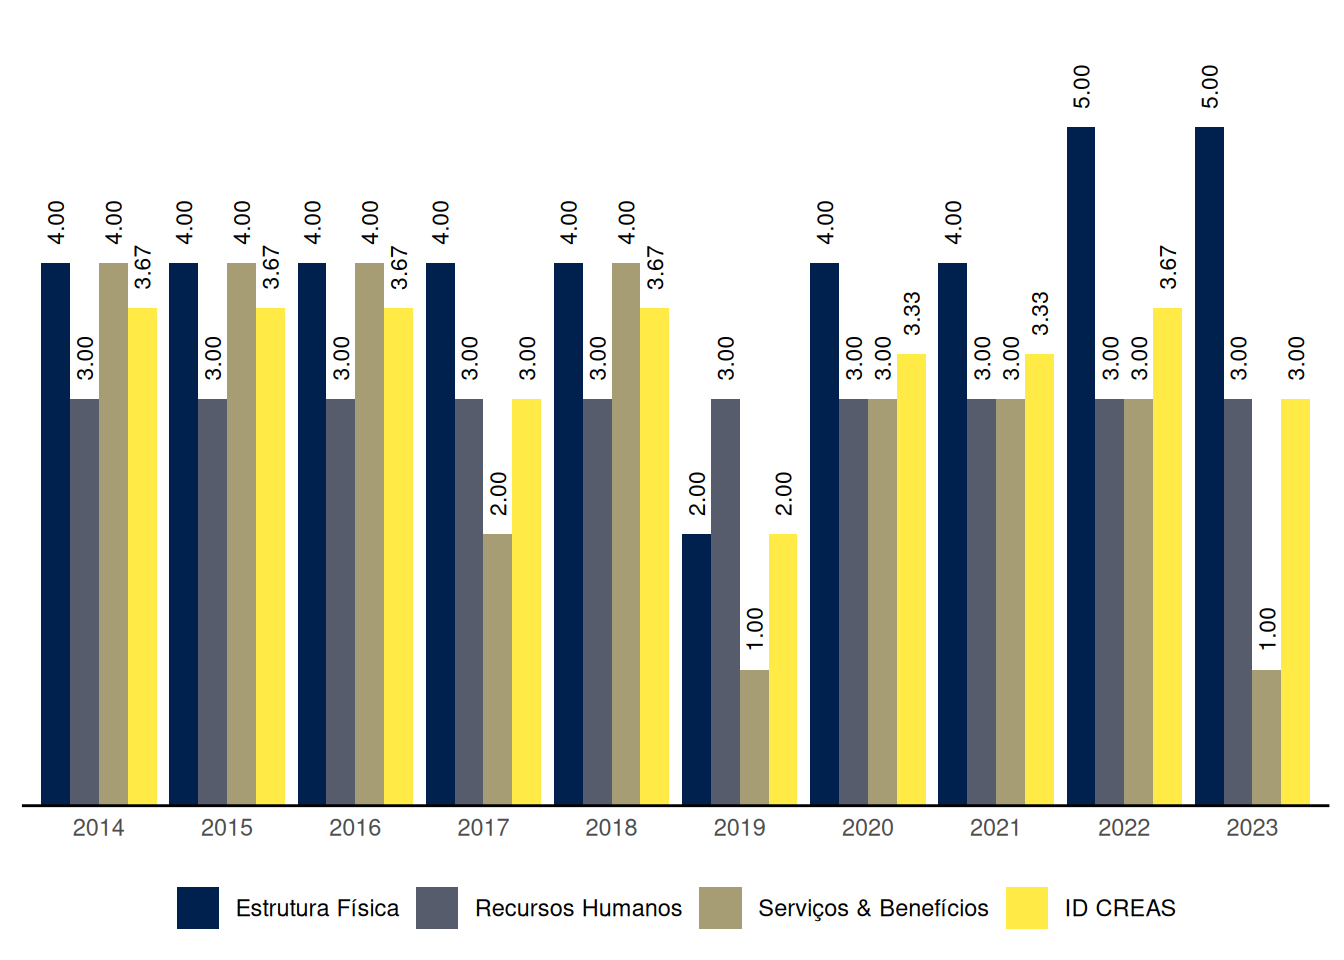 5.00 5.00
4.00 4.00 4.00 4.00 4.00 4.00 4.00 4.00 4.00 4.00 4.00
3.67 3.67 3.67 3.67 3.67
3.33 3.33
3.00 3.00 3.00 3.00 3.00 3.00 3.00 3.00 3.00 3.00 3.00 3.00 3.00 3.00 3.00
2.00 2.00 2.00
1.00 1.00
2014 2015 2016 2017 2018 2019 2020 2021 2022 2023
Estrutura Física Recursos Humanos Serviços & Benefícios ID CREAS